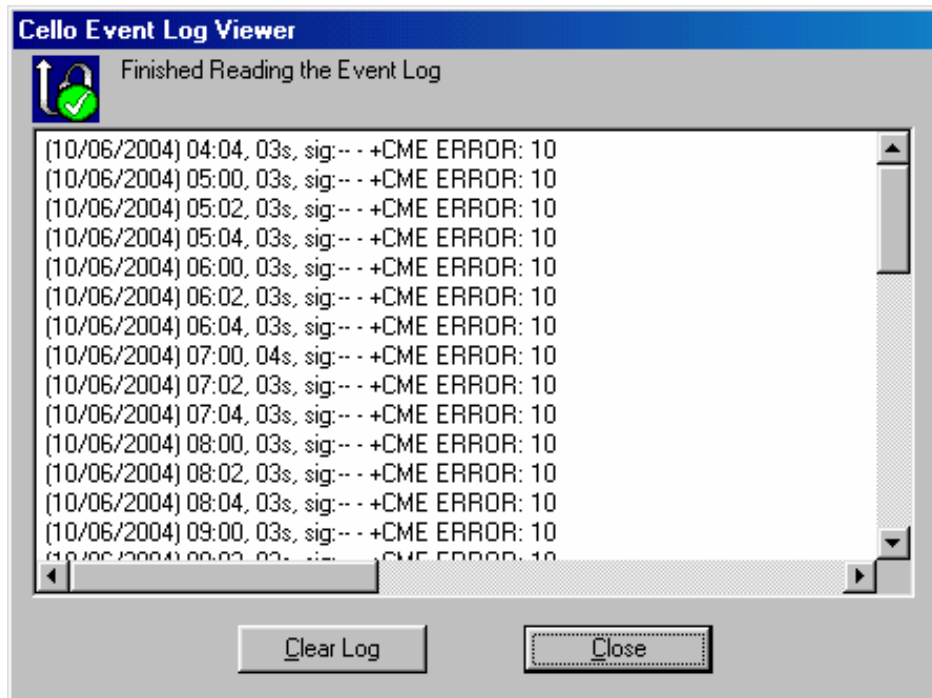 Cello Event Log Viewer
Finished Reading the Event Log
(10/06/2004) 04:04, 03s, sig:-- - +CME ERROR: 10
(10/06/2004) 05:00, 03s, sig:-- - +CME ERROR: 10
(10/06/2004) 05:02, 03s, sig:-- - +CME ERROR: 10
(10/06/2004) 05:04, 03s, sig:-- - +CME ERROR: 10
(10/06/2004) 06:00, 03s, sig:-- - +CME ERROR: 10
(10/06/2004) 06:02, 03s, sig:-- - +CME ERROR: 10
(10/06/2004) 06:04, 03s, sig:-- - +CME ERROR: 10
(10/06/2004) 07:00, 04s, sig:-- - +CME ERROR: 10
(10/06/2004) 07:02, 03s, sig:-- - +CME ERROR: 10
(10/06/2004) 07:04, 03s, sig:-- - +CME ERROR: 10
(10/06/2004) 08:00, 03s, sig:-- - +CME ERROR: 10
(10/06/2004) 08:02, 03s, sig:-- - +CME ERROR: 10
(10/06/2004) 08:04, 03s, sig:-- - +CME ERROR: 10
(10/06/2004) 09:00, 03s, sig:-- - +CME ERROR: 10
Clear Log
Close